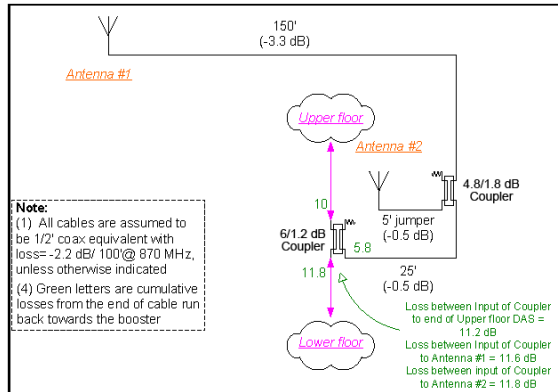 150'
(-3.3 dB)
Antenna #1
Upper floor
Antenna #2
4.8/1.8 dB
Coupler
10
5' jumper
(-0.5 dB)
6/1.2 dB
Coupler
5.8
25'
(-0.5 dB)
11.8
Note:
(1) All cables are assumed to
be 1/2' coax equivalent with
loss= -2.2 dB/ 100'@ 870 MHz,
unless otherwise indicated
(4) Green letters are cumulative
losses from the end of cable run
back towards the booster
Lower floor
Loss between Input of Coupler
to end of Upper floor DAS =
11.2 dB
Loss between Input of Coupler
to Antenna #1 = 11.6 dB
Loss between input of Coupler
to Antenna #2 = 11.8 dB